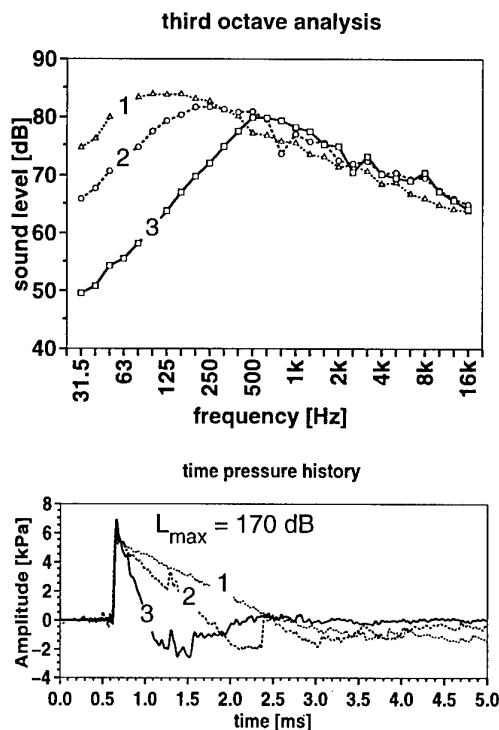 third octave analysis
90
80
70
60
50
40
sound level [dB]
1
2
3
31.5 63 125 250 500 1k 2k 4k 8k 16k
frequency [Hz]
time pressure history
8
6
4
2
0
-2
-4
Amplitude [kPa]
Lmax = 170 dB
1
2
3
0.0 0.5 1.0 1.5 2.0 2.5 3.0 3.5 4.0 4.5 5.0
time [ms]